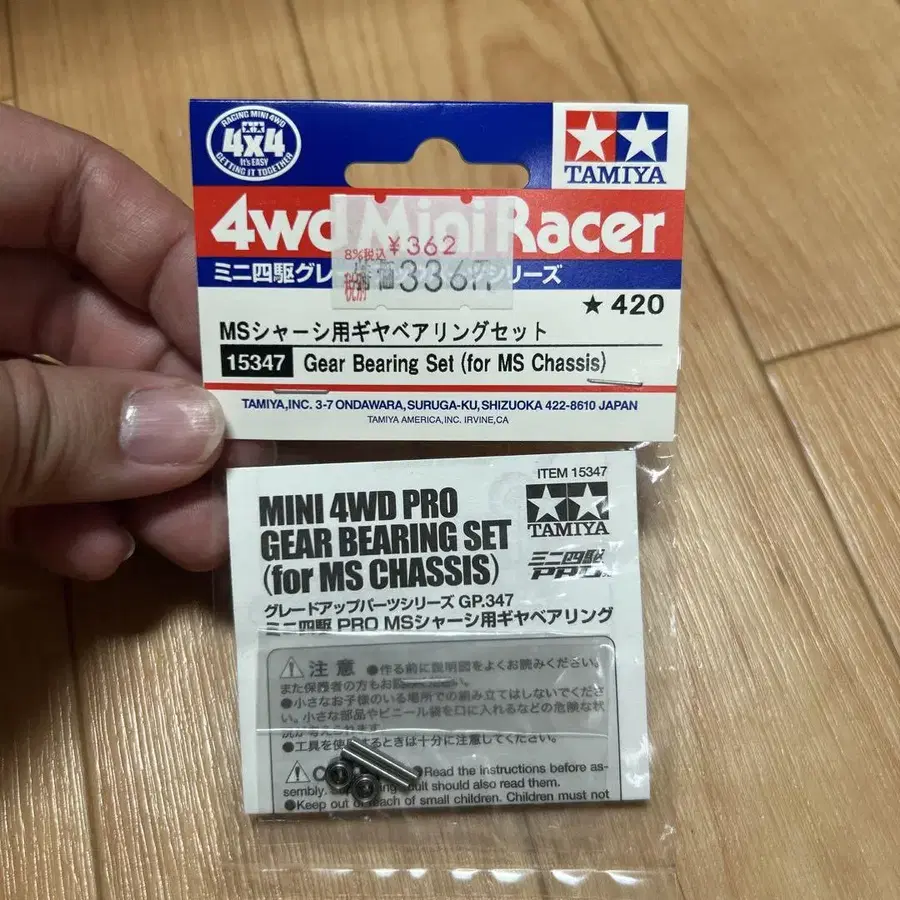 RACING MINI 4WD
4x4
It's EASY
GETTING IT TOGETHER
TAMIYA
4wd Mini Racer
ミニ四駆グレ
シリーズ
8%税込 ¥362
税別
336円
★420
MSシャーシ用ギヤベアリングセット
15347 Gear Bearing Set (for MS Chassis)
TAMIYA,INC. 3-7 ONDAWARA,SURUGA-KU,SHIZUOKA 422-8610 JAPAN
TAMIYA AMERICA,INC. IRVINE,CA
ITEM 15347
MINI 4WD PRO
GEAR BEARING SET
(for MS CHASSIS)
TAMIYA
ミニ四駆
PRO
グレードアップパーツシリーズ GP.347
ミニ四駆 PRO MSシャーシ用ギヤベアリング
注意 ●作る前に説明図をよくお読みください。
また保護者の方もお
●小さなお子様のいる場所での組み立てはしないでくださ
い。小さな部品やビニール袋を口に入れるなどの危険な状
況が考えられます。
●工具を使用するときは十分に注意してください。
●Read the instructions before as-
sembly. adult should also read them.
●Keep out of reach of small children. Children must not